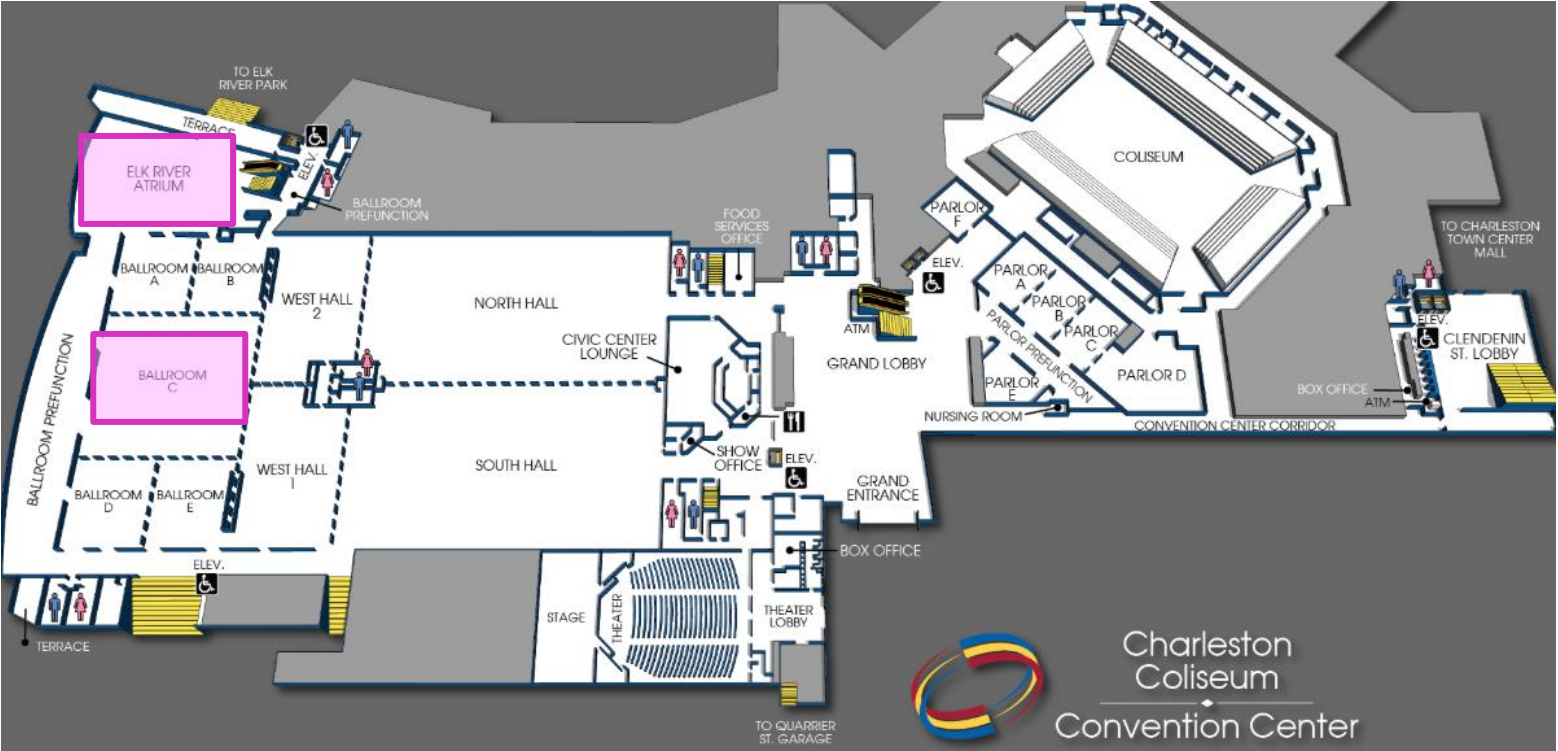 TO ELK
RIVER PARK
TERRACE
ELEV.
ELK RIVER
ATRIUM
BALLROOM
PREFUNCTION
BALLROOM
A
BALLROOM
B
WEST HALL
2
NORTH HALL
FOOD
SERVICES
OFFICE
BALLROOM PREFUNCTION
BALLROOM
C
CIVIC CENTER
LOUNGE
SHOW
OFFICE
ELEV.
WEST HALL
1
SOUTH HALL
BALLROOM
D
BALLROOM
E
ELEV.
TERRACE
STAGE
THEATER
THEATER
LOBBY
BOX OFFICE
TO QUARRIER
ST. GARAGE
ATM
GRAND LOBBY
GRAND
ENTRANCE
ELEV.
PARLOR
F
PARLOR
A
PARLOR
B
PARLOR
C
PARLOR PREFUNCTION
PARLOR D
PARLOR
E
NURSING ROOM
COLISEUM
CONVENTION CENTER CORRIDOR
TO CHARLESTON
TOWN CENTER
MALL
ELEV.
CLENDENIN
ST. LOBBY
BOX OFFICE
ATM
Charleston
Coliseum
Convention Center